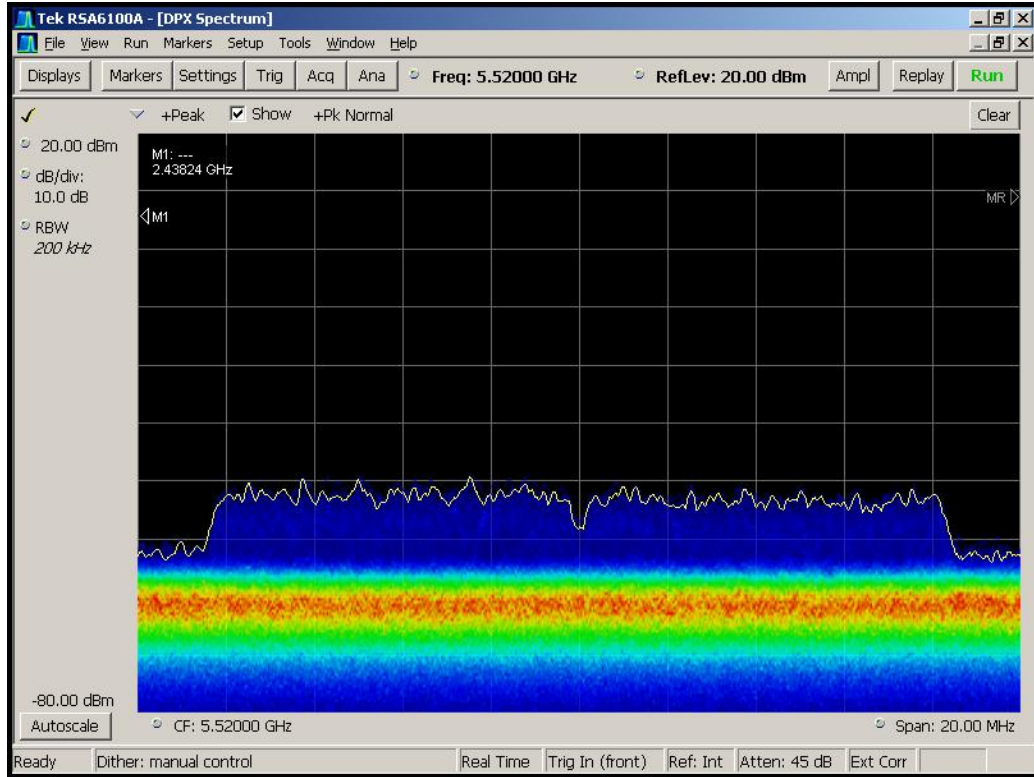 Tek RSA6100A - [DPX Spectrum]
File View Run Markers Setup Tools Window Help
Displays Markers Settings Trig Acq Ana Freq: 5.52000 GHz RefLev: 20.00 dBm Ampl Replay Run
+Peak Show +Pk Normal Clear
20.00 dBm
dB/div:
10.0 dB
RBW
200 kHz
M1: ---
2.43824 GHz
M1
MR
-80.00 dBm
Autoscale CF: 5.52000 GHz Span: 20.00 MHz
Ready Dither: manual control Real Time Trig In (front) Ref: Int Atten: 45 dB Ext Corr